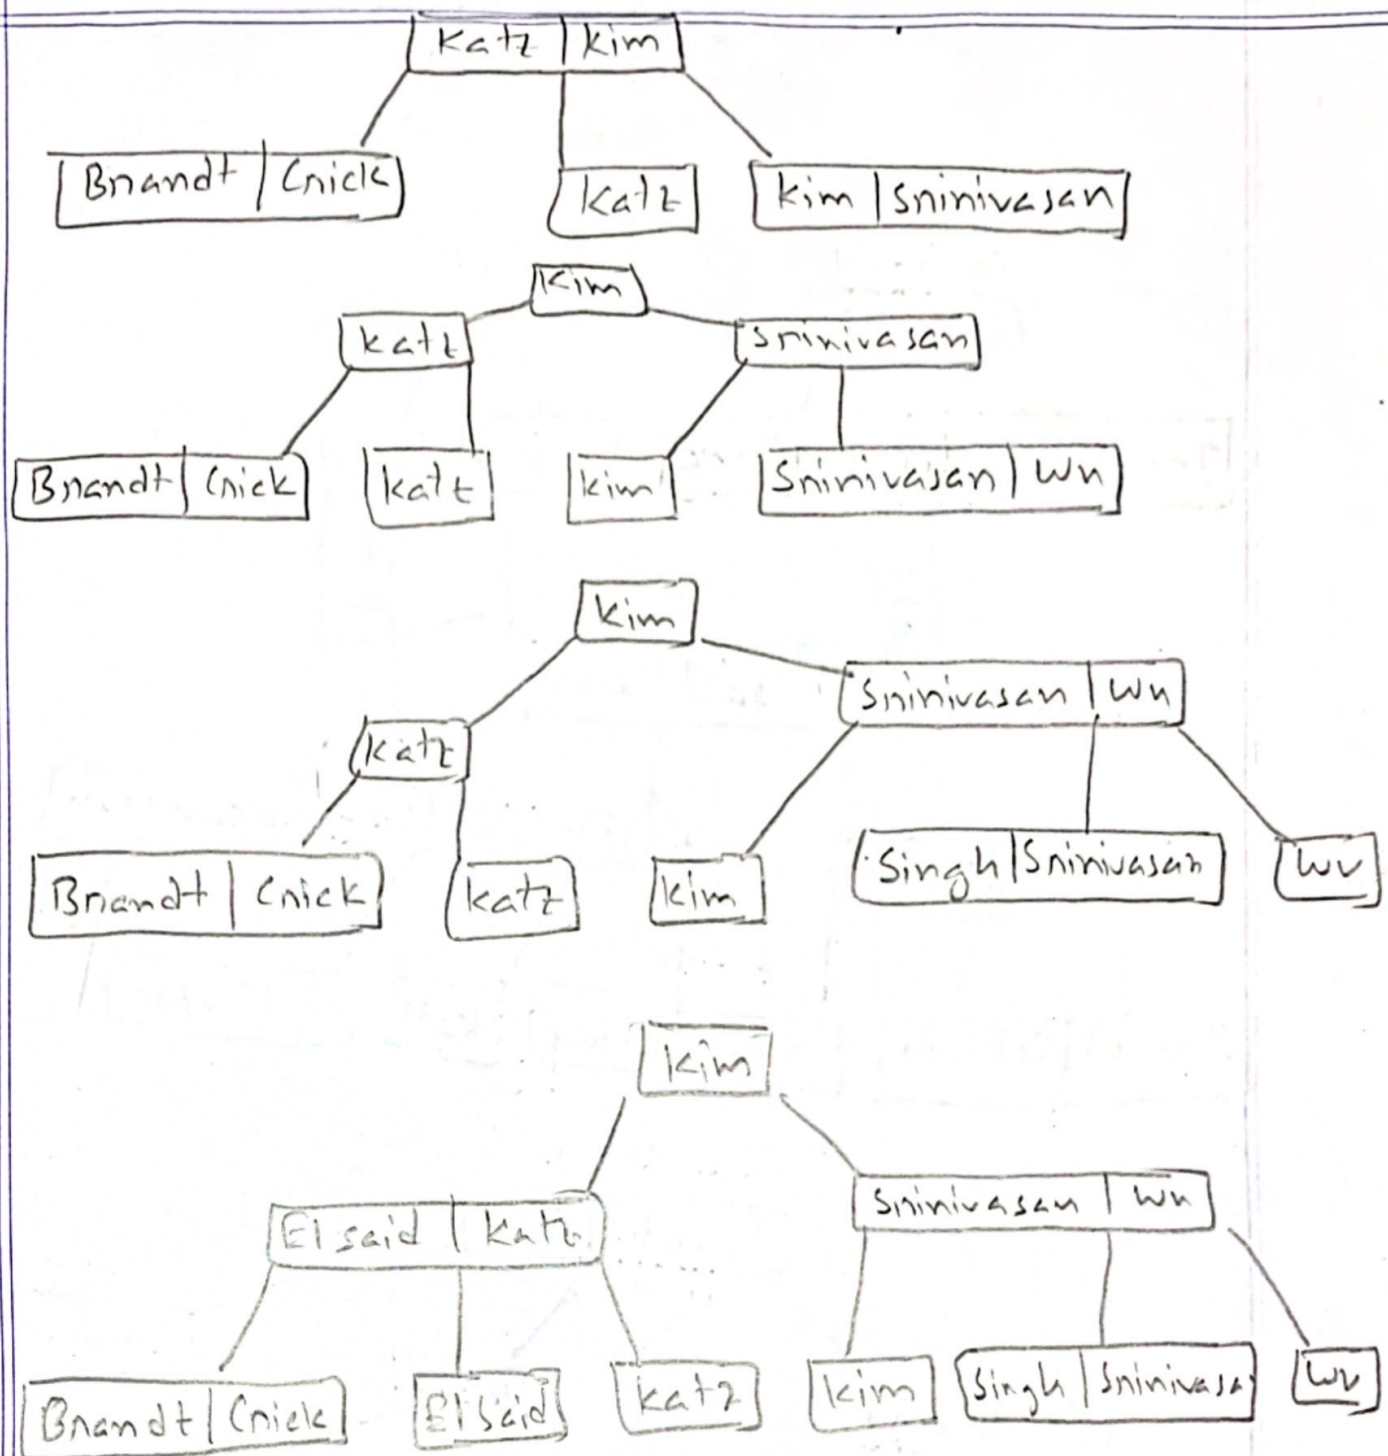 Katz | Kim
Brandt | Crick Katz Kim | Srinivasan
Kim
Katz Srinivasan
Brandt | Crick Katz Kim Srinivasan | Wu
Kim
Srinivasan | Wu
Katz
Brandt | Crick Katz Kim Singh | Srinivasan Wu
Kim
El said | Katz Srinivasan | Wu
Brandt | Crick El Said Katz Kim Singh | Srinivasa Wu